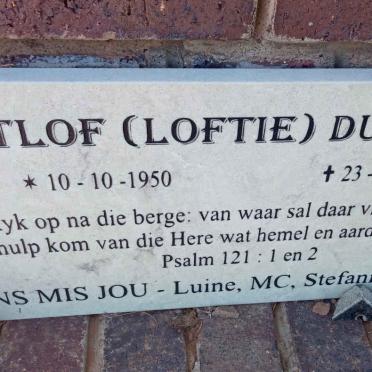 TLOF (LOFTIE) DU
✶ 10-10-1950 ✝ 23-
yk op na die berge: van waar sal daar v
hulp kom van die Here wat hemel en aard
Psalm 121 : 1 en 2
NS MIS JOU - Luine, MC, Stefan